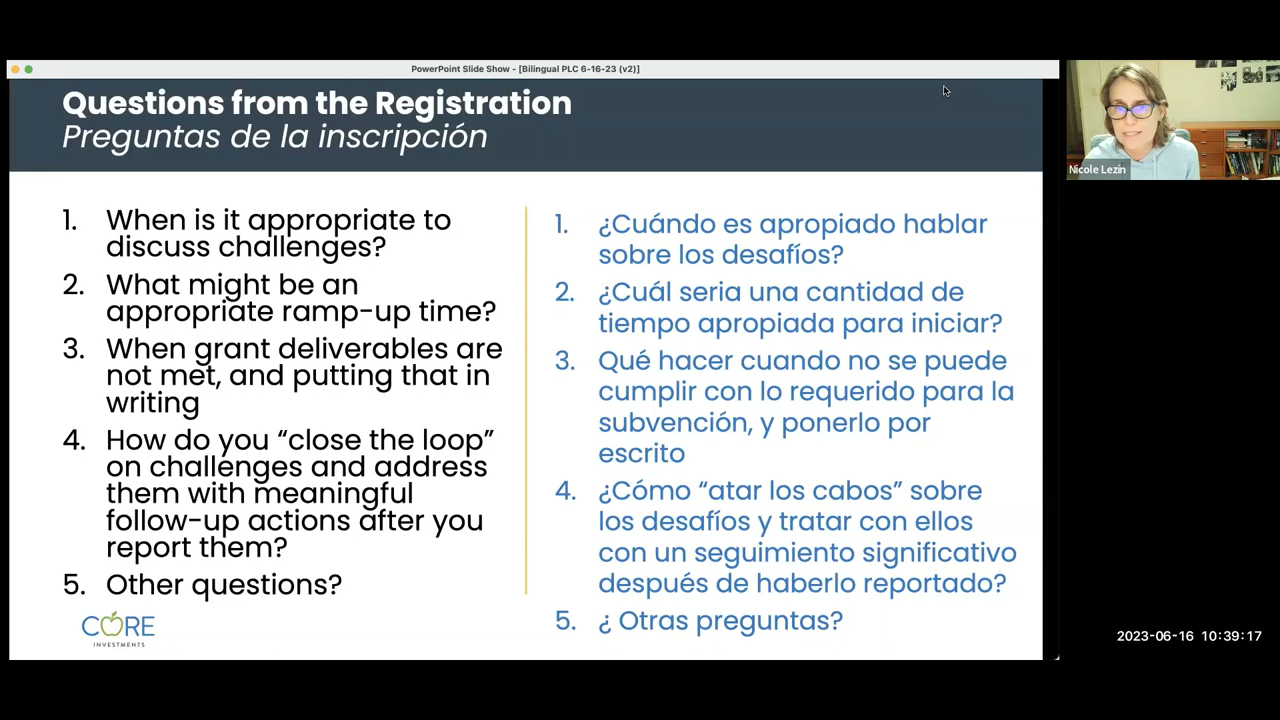 PowerPoint Slide Show - [Bilingual PLC 6-16-23 (v2)]
Questions from the Registration
Preguntas de la inscripción
1. When is it appropriate to
discuss challenges?
2. What might be an
appropriate ramp-up time?
3. When grant deliverables are
not met, and putting that in
writing
4. How do you “close the loop”
on challenges and address
them with meaningful
follow-up actions after you
report them?
5. Other questions?
1. ¿Cuándo es apropiado hablar
sobre los desafíos?
2. ¿Cuál seria una cantidad de
tiempo apropiada para iniciar?
3. Qué hacer cuando no se puede
cumplir con lo requerido para la
subvención, y ponerlo por
escrito
4. ¿Cómo “atar los cabos” sobre
los desafíos y tratar con ellos
con un seguimiento significativo
después de haberlo reportado?
5. ¿ Otras preguntas?
CORE
INVESTMENTS
Nicole Lezin
2023-06-16 10:39:17